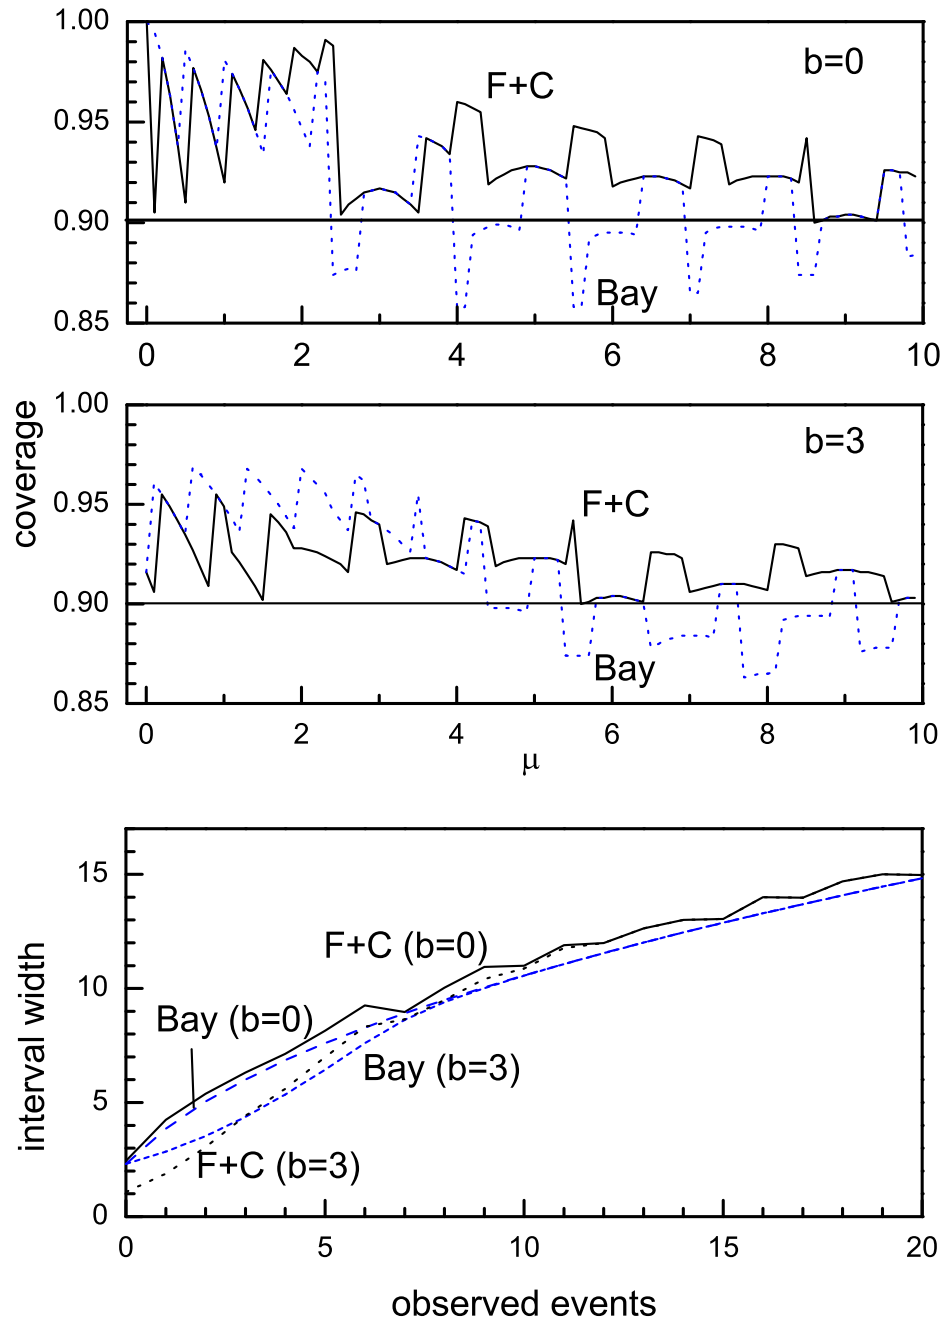 1.00
b=0
F+C
0.95
0.90
Bay
0.85
0 2 4 6 8 10
coverage
1.00
b=3
F+C
0.95
0.90
Bay
0.85
0 2 4 6 8 10
μ
interval width
15
F+C (b=0)
10
Bay (b=0)
Bay (b=3)
5
F+C (b=3)
0
0 5 10 15 20
observed events